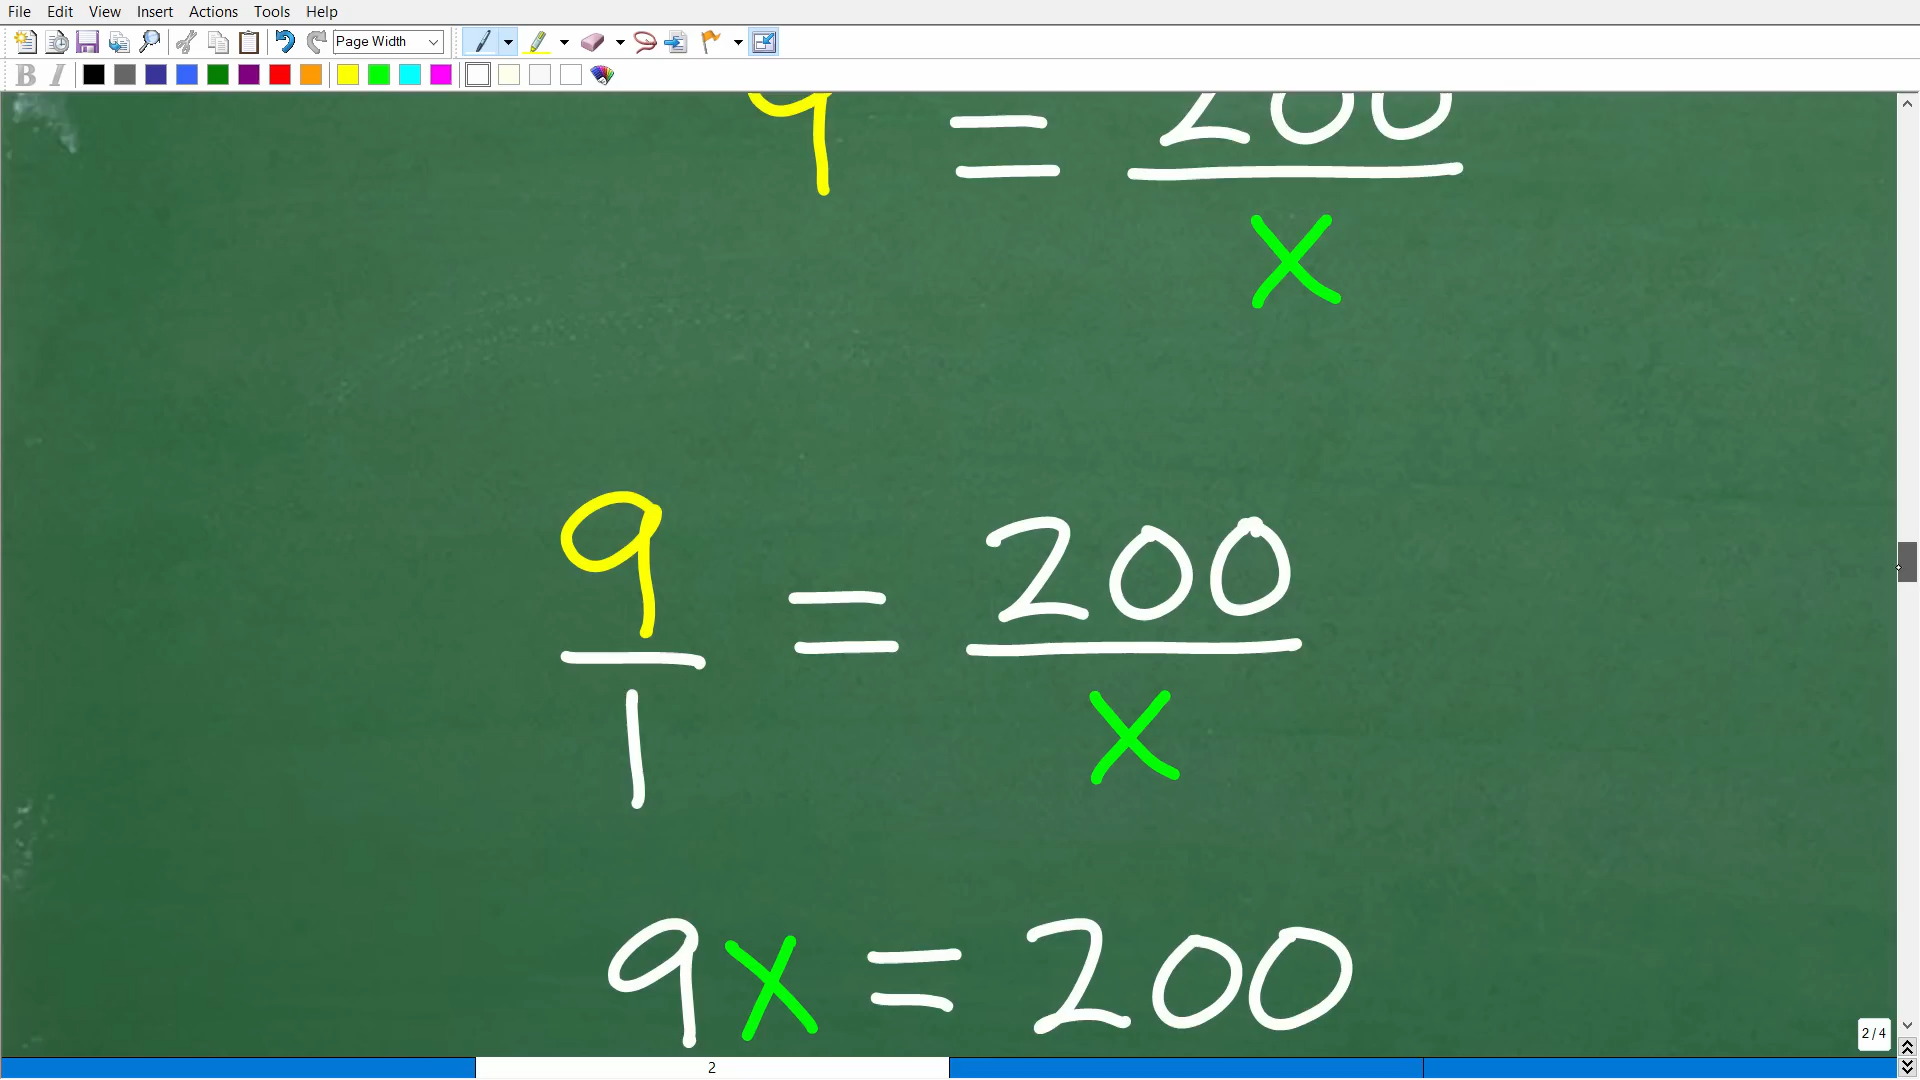 File Edit View Insert Actions Tools Help
Page Width
B I
9 = 200
x
9 = 200
1 x
9x = 200
2 / 4
2